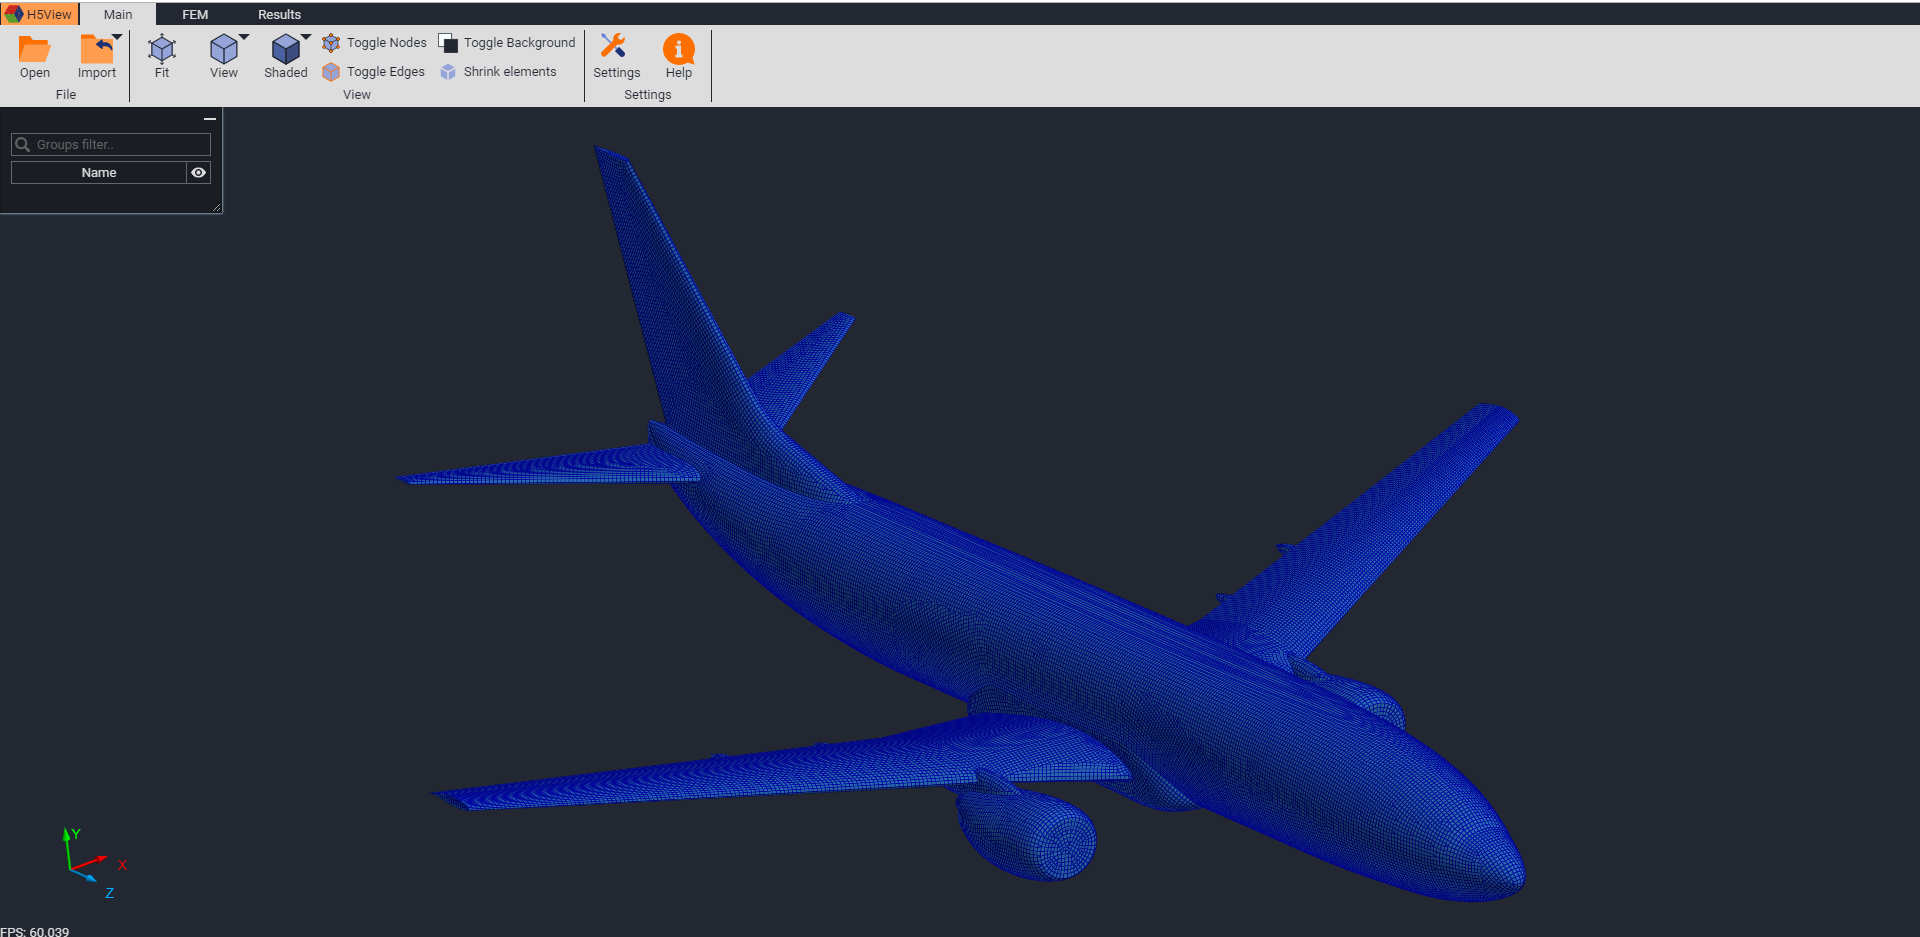 H5View Main FEM Results
Open Import Fit View Shaded Toggle Nodes Toggle Background Settings Help
Toggle Edges Shrink elements
File View Settings
Groups filter..
Name
Y
X
Z
FPS: 60.039